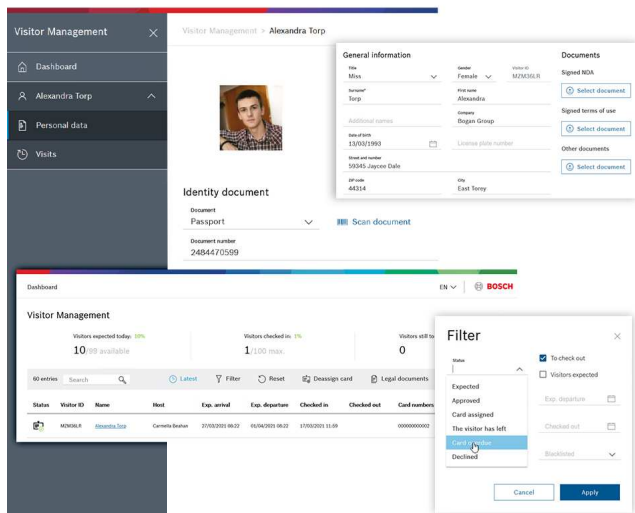 Visitor Management
Dashboard
Alexandra Torp
Personal data
Visits
Visitor Management > Alexandra Torp
Identity document
Document
Passport
Scan document
Document number
2484470599
General information
Title
Miss
Gender
Female
Visitor ID
MZM36LR
Surname*
Torp
First name
Alexandra
Additional names
Company
Bogan Group
Date of birth
13/03/1993
License plate number
Street and number
59345 Jaycee Dale
ZIP code
44314
City
East Torey
Documents
Signed NDA
Select document
Signed terms of use
Select document
Other documents
Select document
Dashboard
EN
BOSCH
Visitor Management
Visitors expected today: 10%
10/99 available
Visitors checked in: 1%
1/100 max.
Visitors still to
0
60 entries
Search
Latest
Filter
Reset
Deassign card
Legal documents
Status Visitor ID Name Host Exp. arrival Exp. departure Checked in Checked out Card numbers
MZM36LR Alexandra Torp Carmella Beahan 27/03/2021 06:22 01/04/2021 06:22 17/03/2021 11:59 000000000002
Filter
Status
Expected
Approved
Card assigned
The visitor has left
Card
Declined
To check out
Visitors expected
Exp. departure
Checked out
Blacklisted
Cancel
Apply